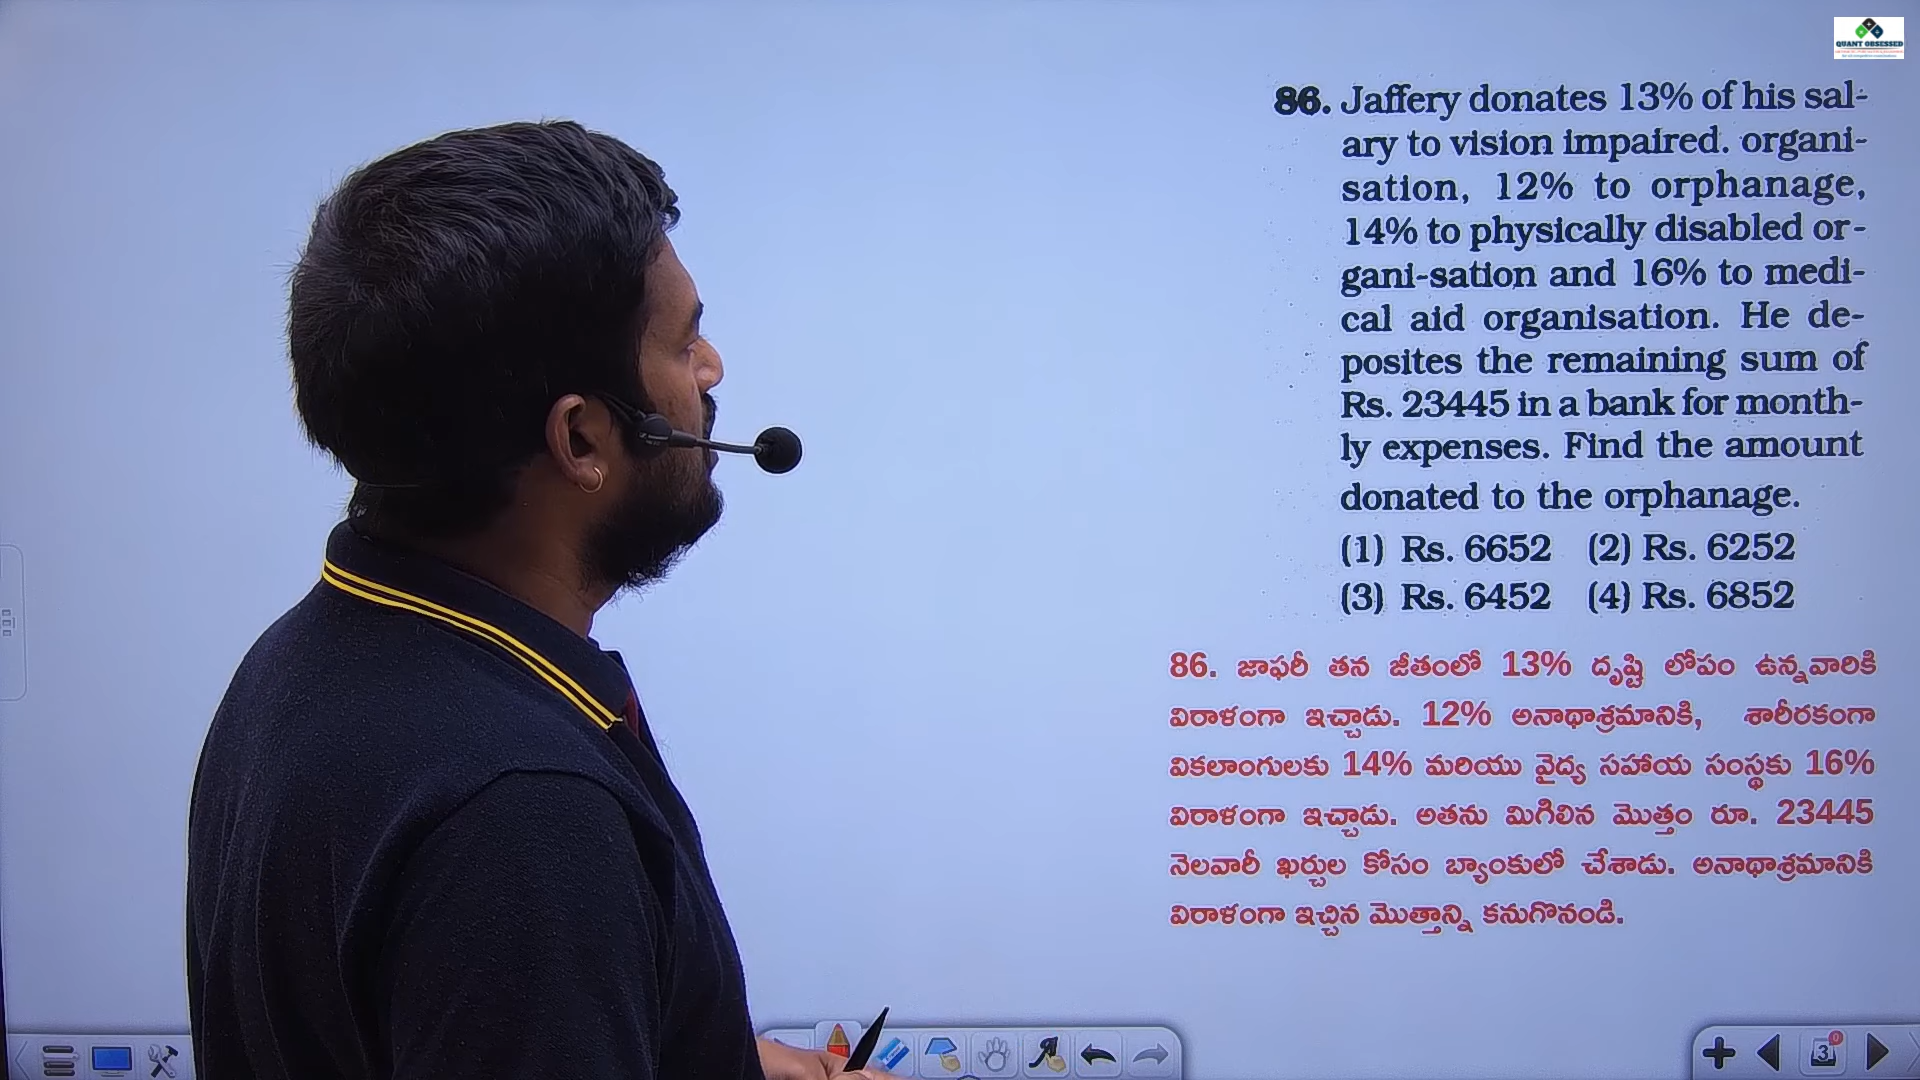 QUANT OBSESSED
86. Jaffery donates 13% of his sal-
ary to vision impaired. organi-
sation, 12% to orphanage,
14% to physically disabled or-
gani-sation and 16% to medi-
cal aid organisation. He de-
posites the remaining sum of
Rs. 23445 in a bank for month-
ly expenses. Find the amount
donated to the orphanage.
(1) Rs. 6652 (2) Rs. 6252
(3) Rs. 6452 (4) Rs. 6852
86. జాఫరీ తన జీతంలో 13% దృష్టి లోపం ఉన్నవారికి
విరాళంగా ఇచ్చాడు. 12% అనాథాశ్రమానికి, శారీరకంగా
వికలాంగులకు 14% మరియు వైద్య సహాయ సంస్థకు 16%
విరాళంగా ఇచ్చాడు. అతను మిగిలిన మొత్తం రూ. 23445
నెలవారీ ఖర్చుల కోసం బ్యాంకులో చేశాడు. అనాథాశ్రమానికి
విరాళంగా ఇచ్చిన మొత్తాన్ని కనుగొనండి.
3